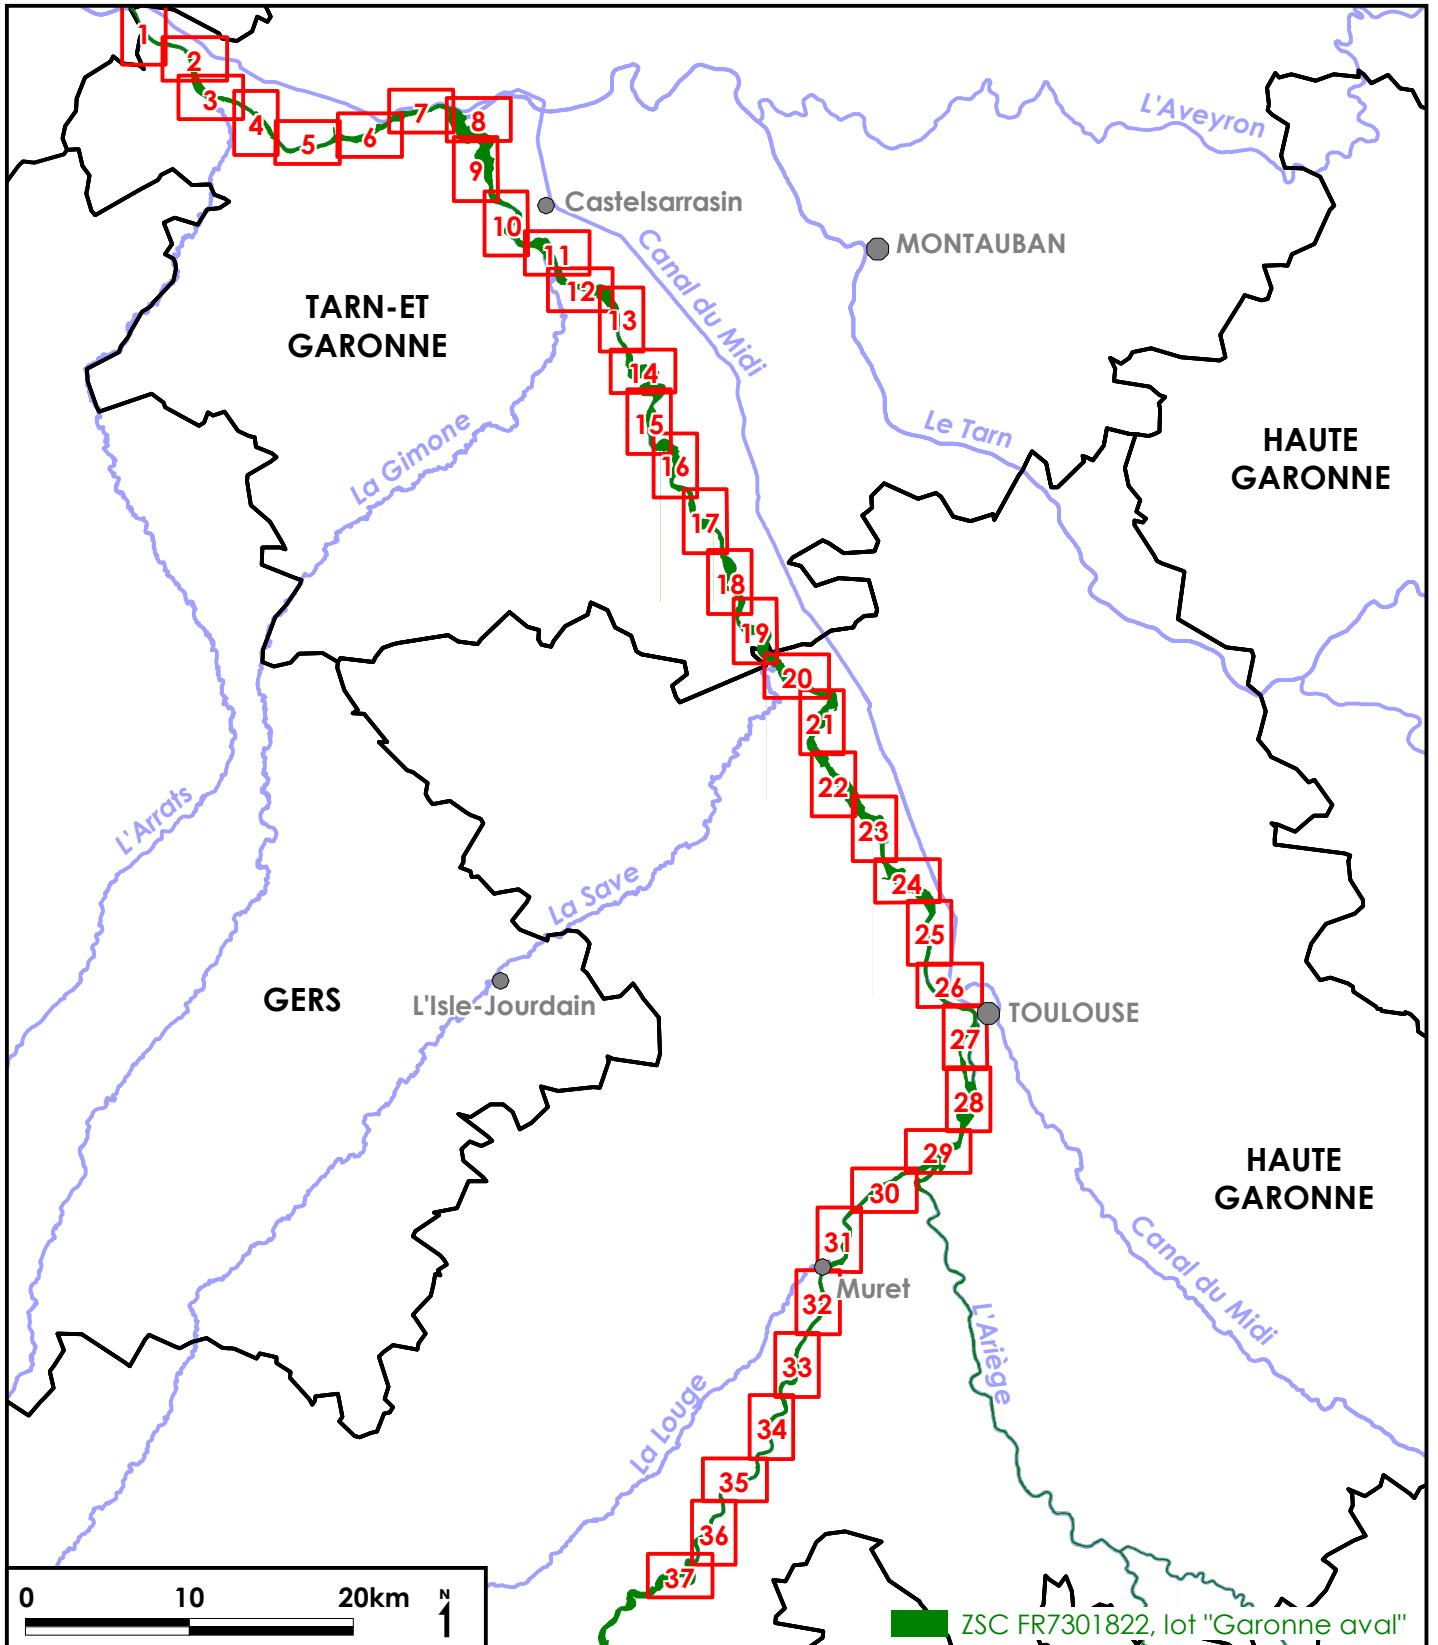 1
2
3
4
5
6
7
8
9
10
11
12
13
14
15
16
17
18
19
20
21
22
23
24
25
26
27
28
29
30
31
32
33
34
35
36
37
L'Aveyron
Castelsarrasin
MONTAUBAN
Canal du Midi
TARN-ET
GARONNE
La Gimone
Le Tarn
HAUTE
GARONNE
L'Arrats
La Save
GERS
L'Isle-Jourdain
TOULOUSE
HAUTE
GARONNE
Muret
Canal du Midi
L'Ariège
La Louge
0 10 20km
N
ZSC FR7301822, lot "Garonne aval"